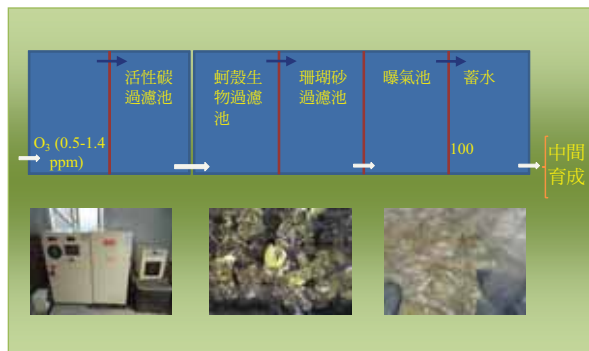 O₃ (0.5-1.4
ppm)
活性碳
過濾池
蚵殼生
物過濾
池
珊瑚砂
過濾池
曝氣池
蓄水
100
中間
育成